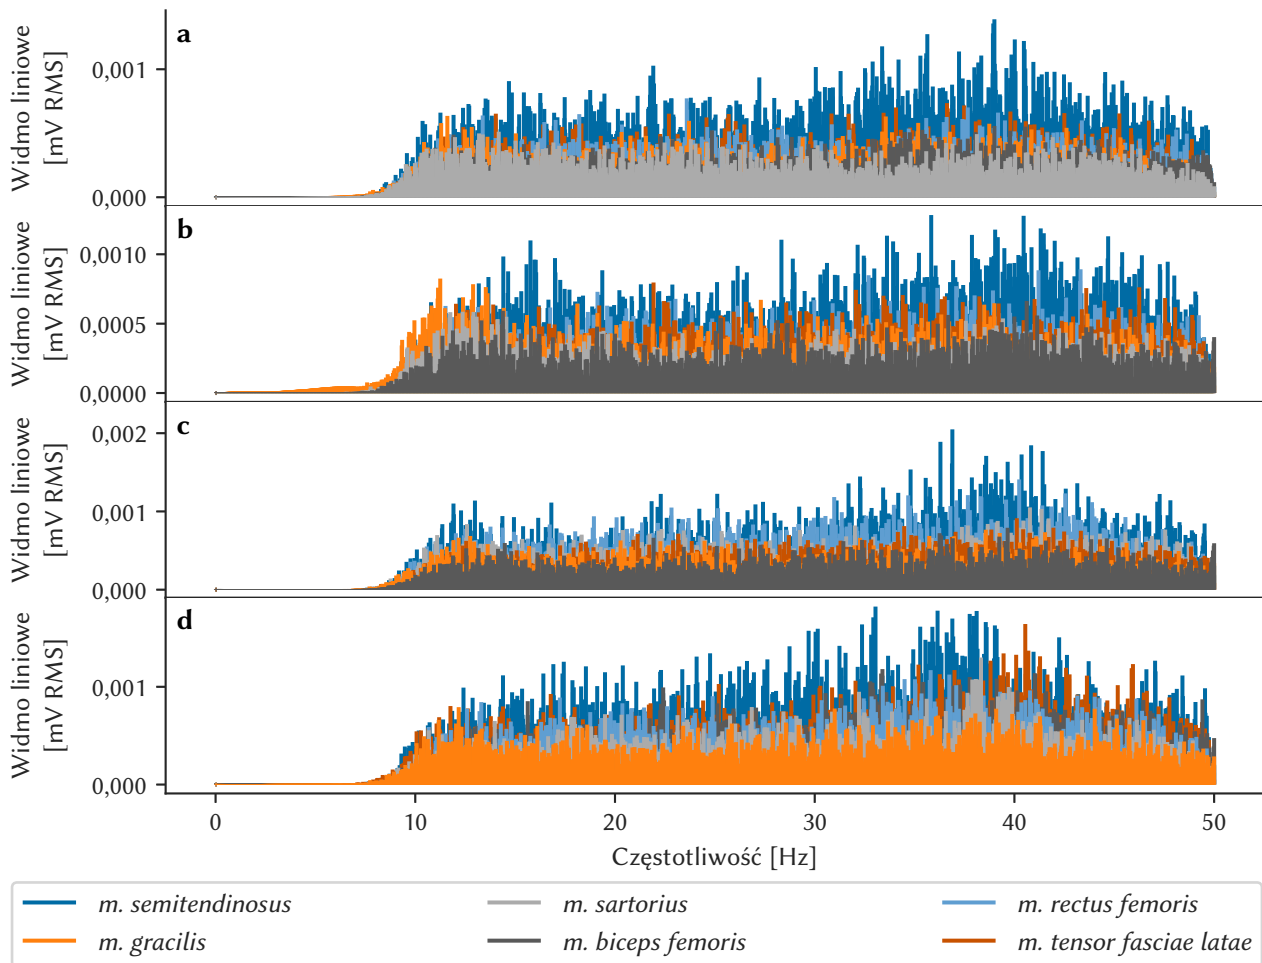 a
Widmo liniowe
[mV RMS]
0,001
0,000
b
Widmo liniowe
[mV RMS]
0,0010
0,0005
0,0000
c
Widmo liniowe
[mV RMS]
0,002
0,001
0,000
d
Widmo liniowe
[mV RMS]
0,001
0,000
0 10 20 30 40 50
Częstotliwość [Hz]
m. semitendinosus m. sartorius m. rectus femoris
m. gracilis m. biceps femoris m. tensor fasciae latae